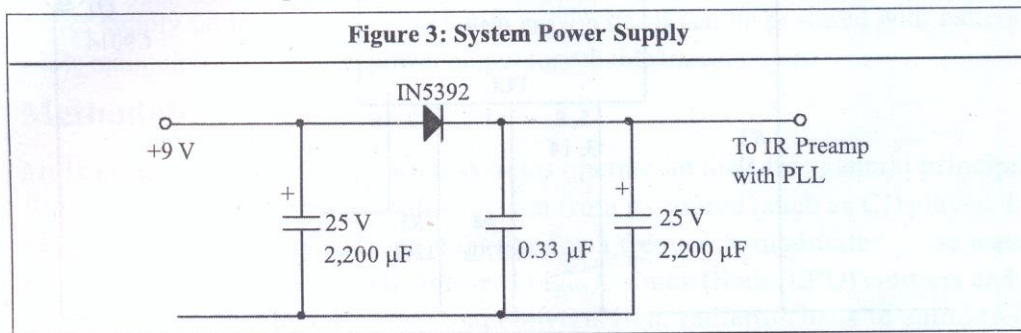 Figure 3: System Power Supply
IN5392
+9 V
To IR Preamp
with PLL
+
25 V
2,200 µF
0.33 µF
+
25 V
2,200 µF